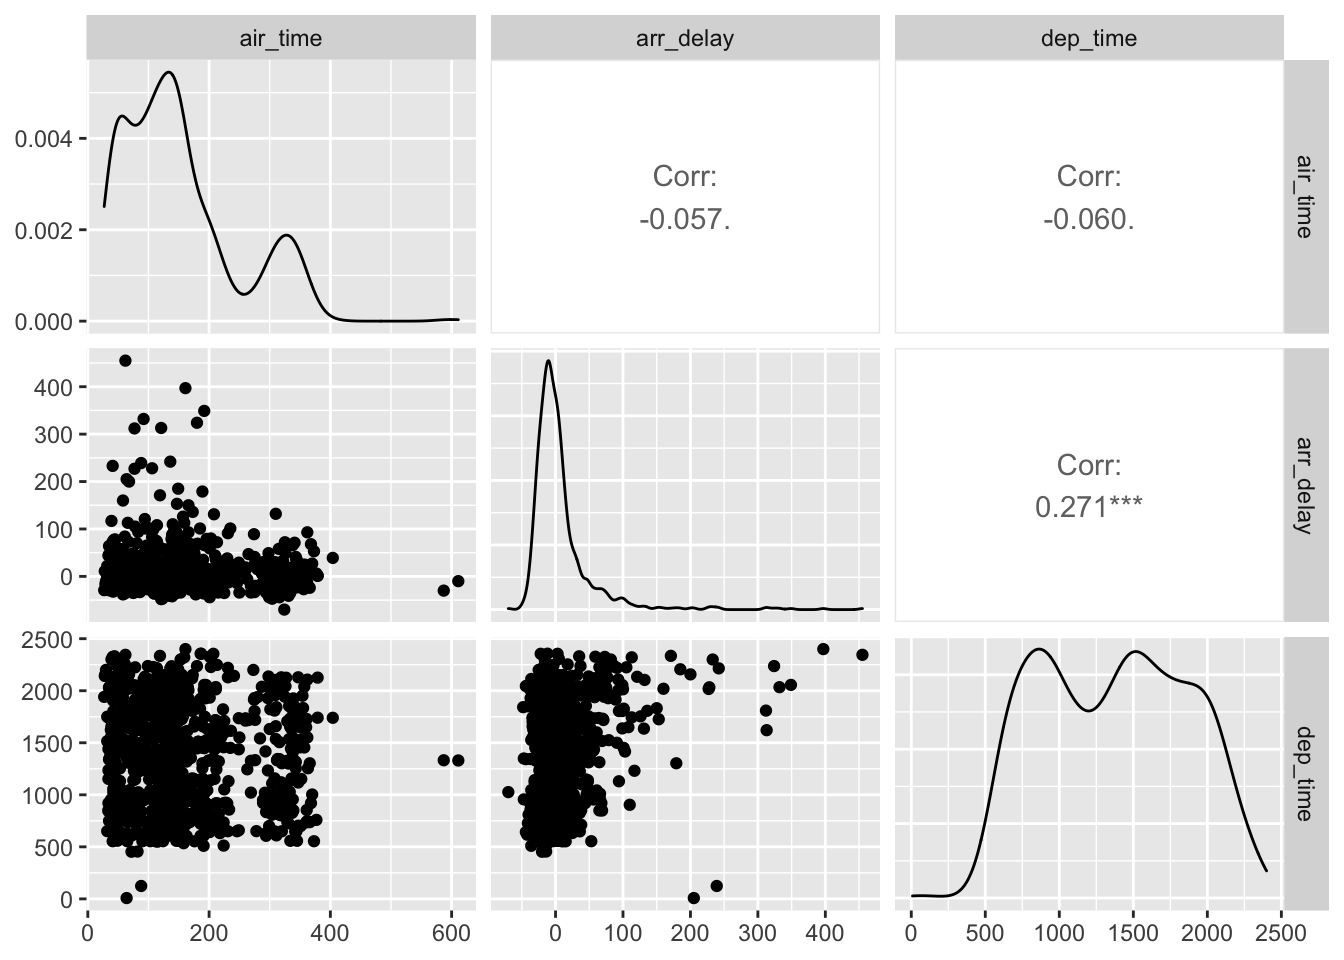 air_time arr_delay dep_time
0.004
0.002
0.000
Corr:
-0.057.
Corr:
-0.060.
air_time
400
300
200
100
0
Corr:
0.271***
arr_delay
2500
2000
1500
1000
500
0
dep_time
0 200 400 600
0 100 200 300 400
0 500 1000 1500 2000 2500